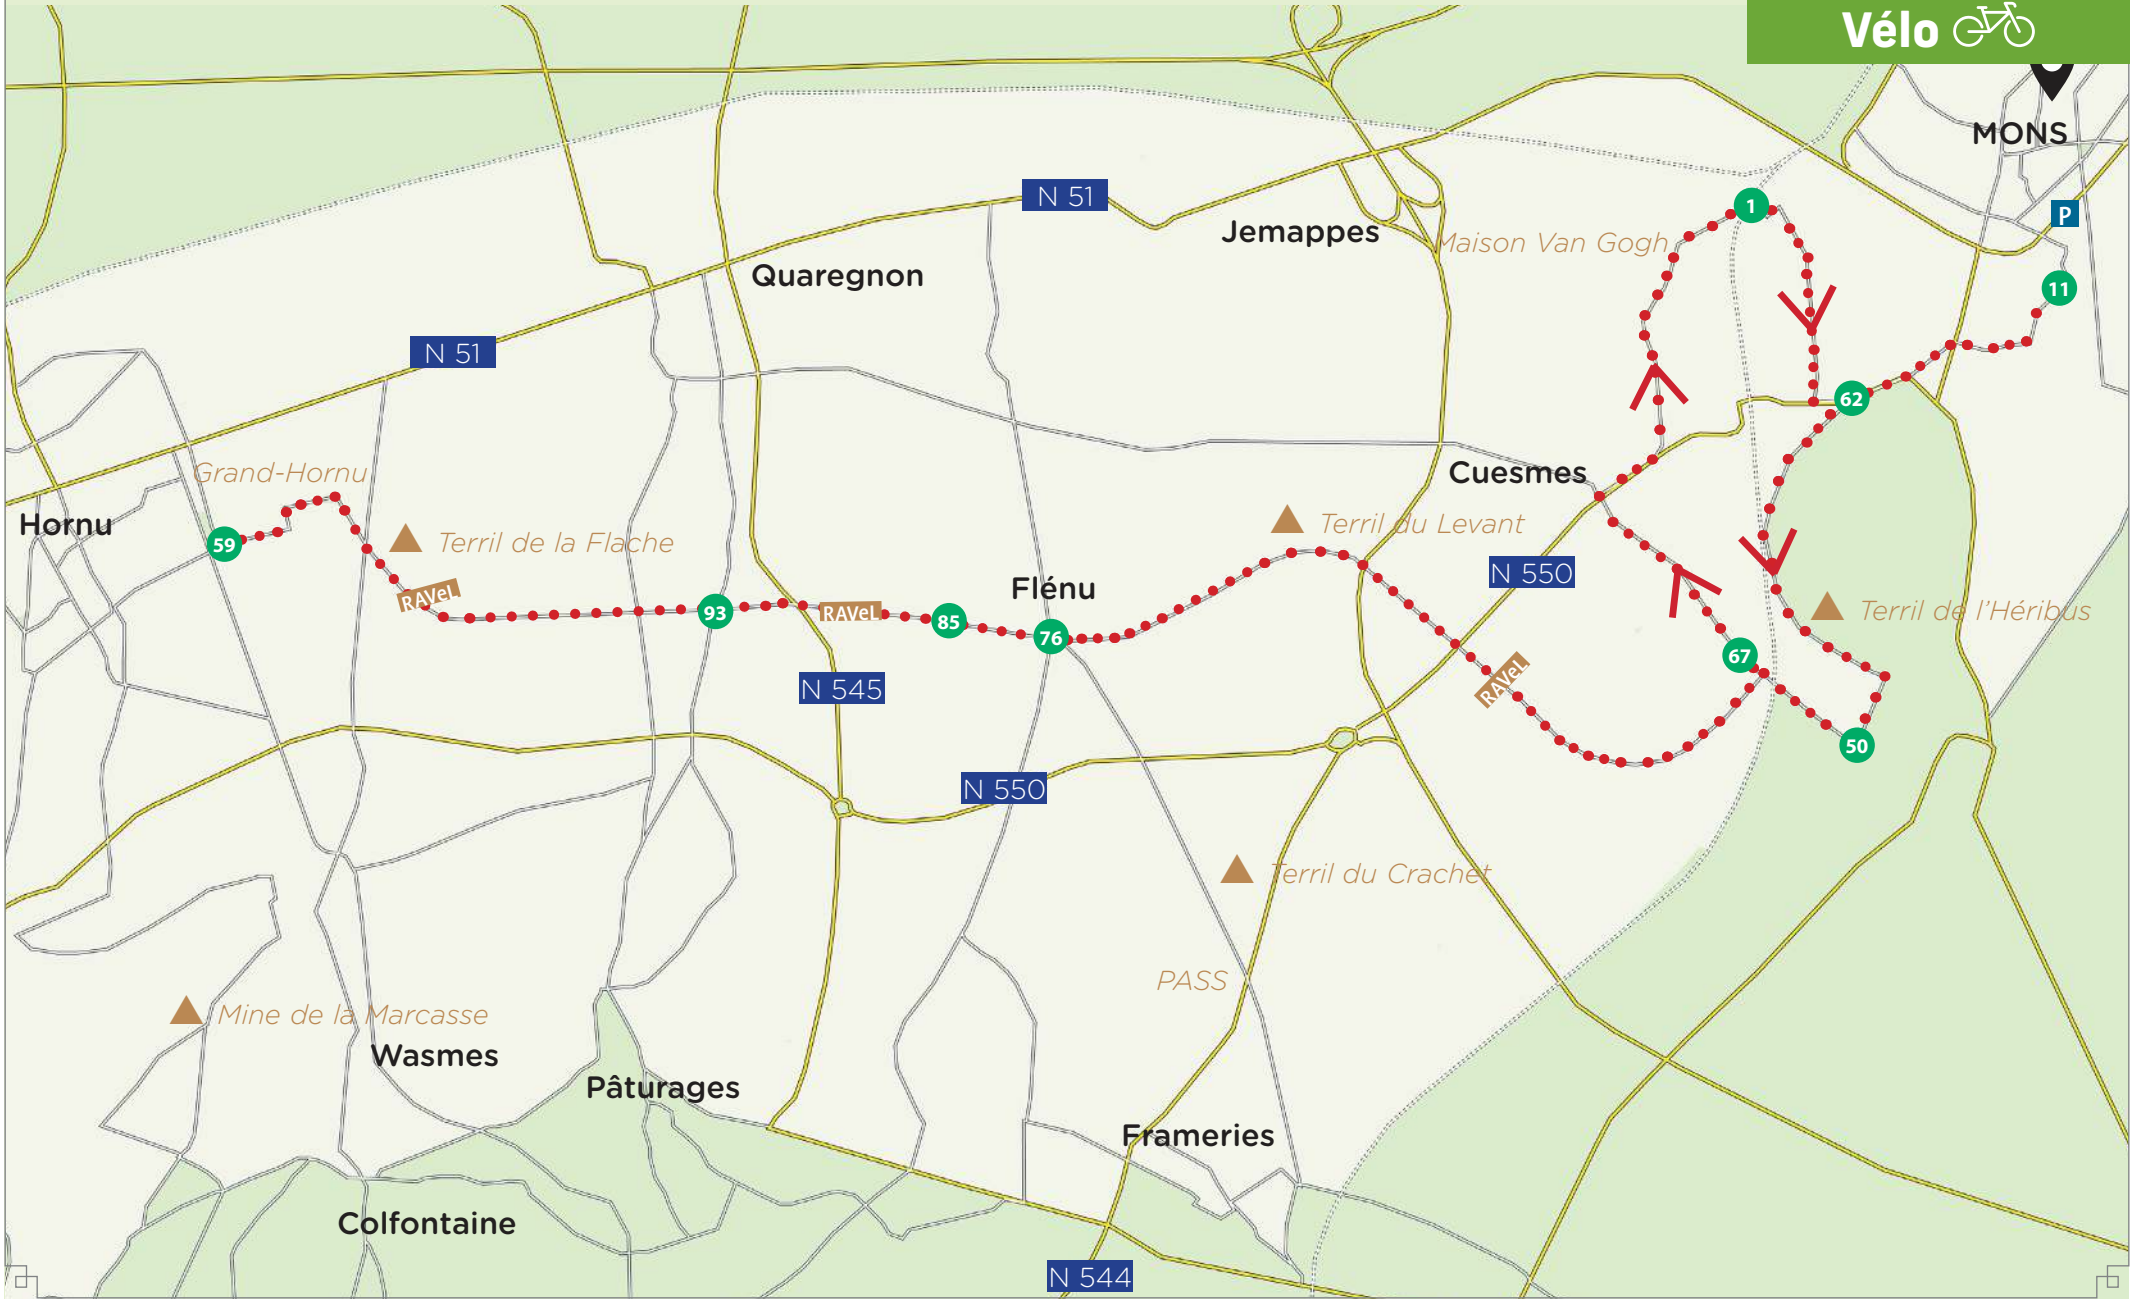 Vélo
MONS
N 51
1
P
Jemappes
Maison Van Gogh
Quaregnon
11
N 51
62
Grand-Hornu
Cuesmes
Hornu
59
Terril de la Flache
Terril du Levant
N 550
RAVeL
Flénu
93
RAVeL
85
76
Terril de l'Héribus
67
RAVeL
N 545
50
N 550
Terril du Crachet
PASS
Mine de la Marcasse
Wasmes
Pâturages
Frameries
Colfontaine
N 544